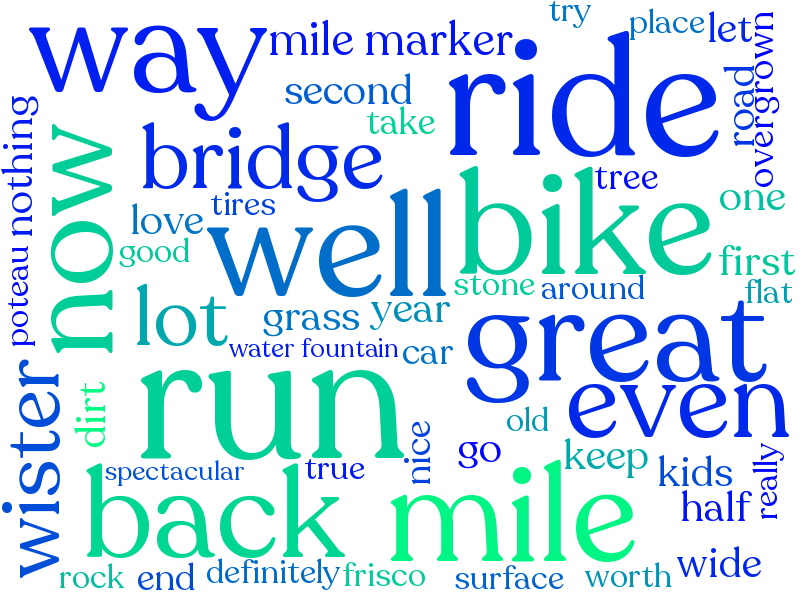 try
place
let
way
mile marker
ride
second
road
overgrown
take
bridge
tree
nothing
now
tires
love
well
bike
one
good
first
poteau
stone
around
flat
lot
grass
year
great
water fountain
car
wister
run
even
dirt
old
nice
go
keep
spectacular
true
kids
really
back
mile
half
wide
rock
end
definitely
frisco
surface
worth